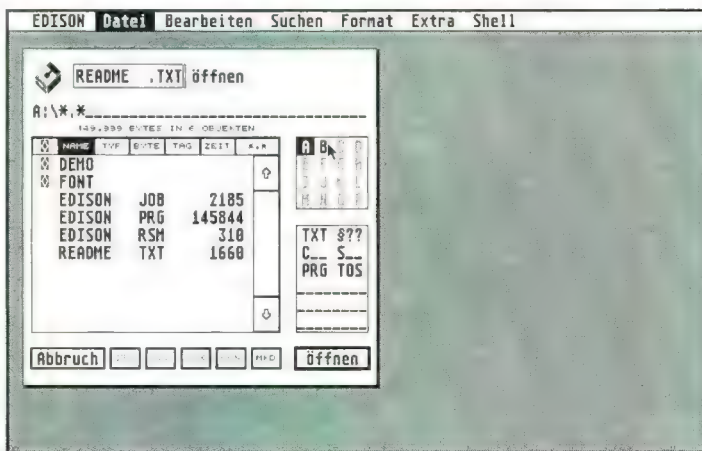 EDISON Datei Bearbeiten Suchen Format Extra Shell
README .TXT öffnen
A:\*.*
149.999 BYTES IN 6 OBJEKTEN
NAME TYP BYTE TAG ZEIT *.*
DEMO
FONT
EDISON JOB 2185
EDISON PRG 145844
EDISON RSM 310
README TXT 1660
A B C D
E F G H
I J K L
M N O P
TXT §??
C__ S__
PRG TOS
Abbruch MKD öffnen